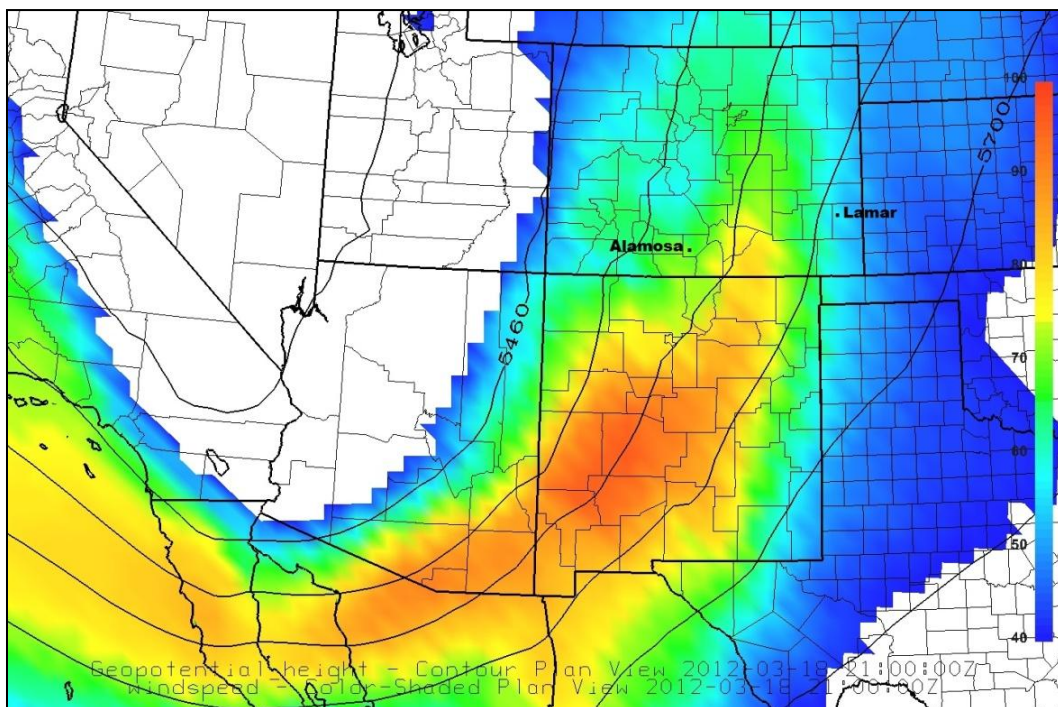 100
5700
90
Lamar
Alamosa
80
5460
70
60
50
40
Geopotential height - Contour Plan View 2012-03-18 21:00:00Z
Windspeed - Color-Shaded Plan View 2012-03-18 21:00:00Z